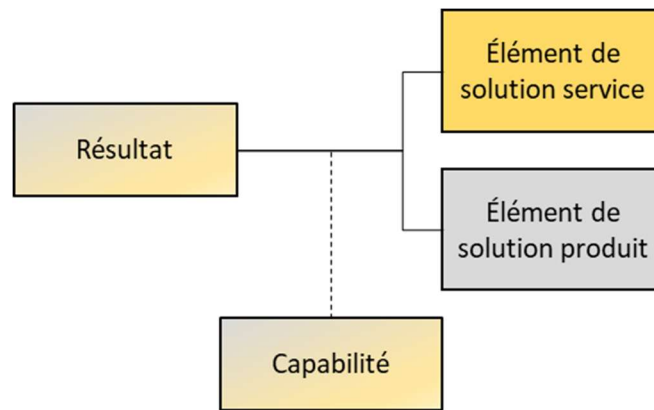 Élément de
solution service
Résultat
Élément de
solution produit
Capabilité